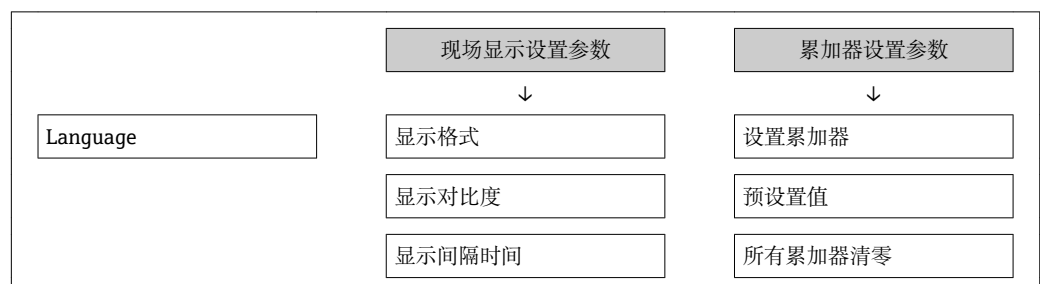 现场显示设置参数 累加器设置参数
↓ ↓
Language 显示格式 设置累加器
显示对比度 预设置值
显示间隔时间 所有累加器清零